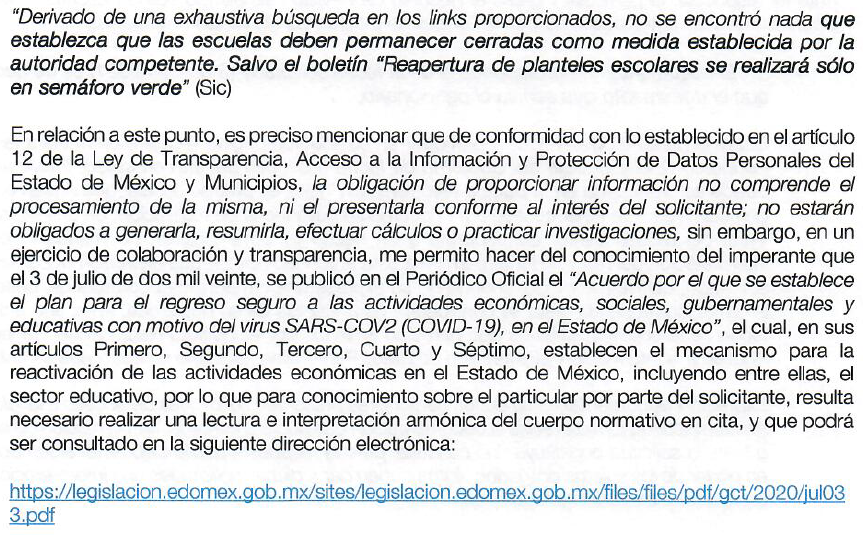 “Derivado de una exhaustiva búsqueda en los links proporcionados, no se encontró nada que
establezca que las escuelas deben permanecer cerradas como medida establecida por la
autoridad competente. Salvo el boletín “Reapertura de planteles escolares se realizará sólo
en semáforo verde” (Sic)
En relación a este punto, es preciso mencionar que de conformidad con lo establecido en el artículo
12 de la Ley de Transparencia, Acceso a la Información y Protección de Datos Personales del
Estado de México y Municipios, la obligación de proporcionar información no comprende el
procesamiento de la misma, ni el presentarla conforme al interés del solicitante; no estarán
obligados a generarla, resumirla, efectuar cálculos o practicar investigaciones, sin embargo, en un
ejercicio de colaboración y transparencia, me permito hacer del conocimiento del imperante que
el 3 de julio de dos mil veinte, se publicó en el Periódico Oficial el “Acuerdo por el que se establece
el plan para el regreso seguro a las actividades económicas, sociales, gubernamentales y
educativas con motivo del virus SARS-COV2 (COVID-19), en el Estado de México”, el cual, en sus
artículos Primero, Segundo, Tercero, Cuarto y Séptimo, establecen el mecanismo para la
reactivación de las actividades económicas en el Estado de México, incluyendo entre ellas, el
sector educativo, por lo que para conocimiento sobre el particular por parte del solicitante, resulta
necesario realizar una lectura e interpretación armónica del cuerpo normativo en cita, y que podrá
ser consultado en la siguiente dirección electrónica:
https://legislacion.edomex.gob.mx/sites/legislacion.edomex.gob.mx/files/files/pdf/gct/2020/jul03
3.pdf